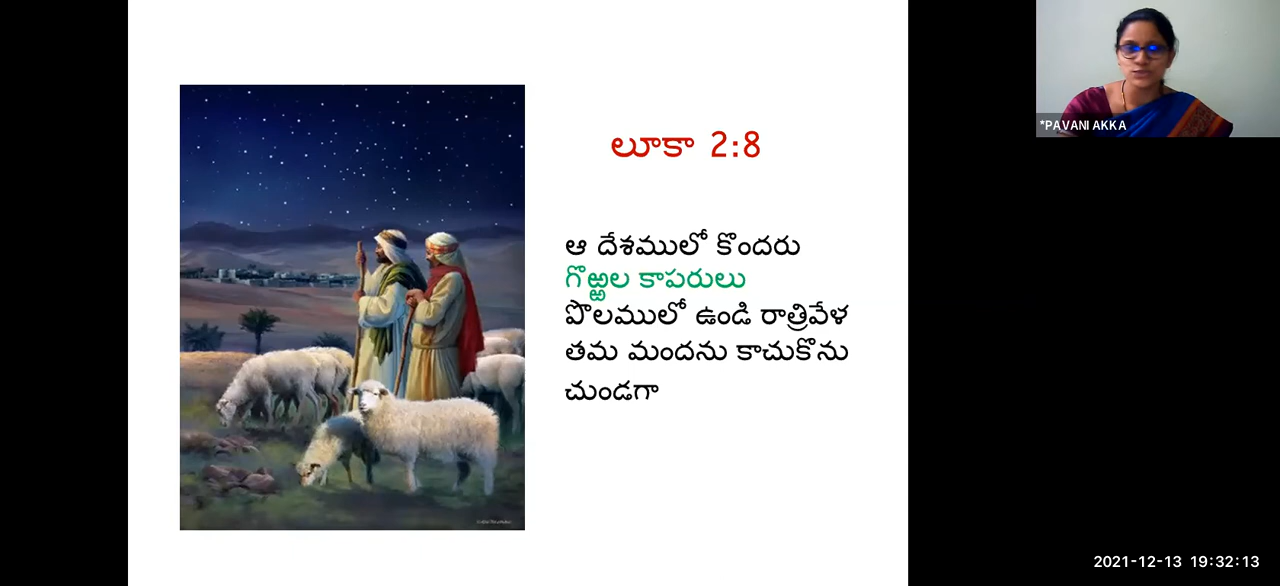 *PAVANI AKKA
లూకా 2:8
ఆ దేశములో కొందరు
గొఱ్ఱల కాపరులు
పొలములో ఉండి రాత్రివేళ
తమ మందను కాచుకొను
చుండగా
2021-12-13 19:32:13